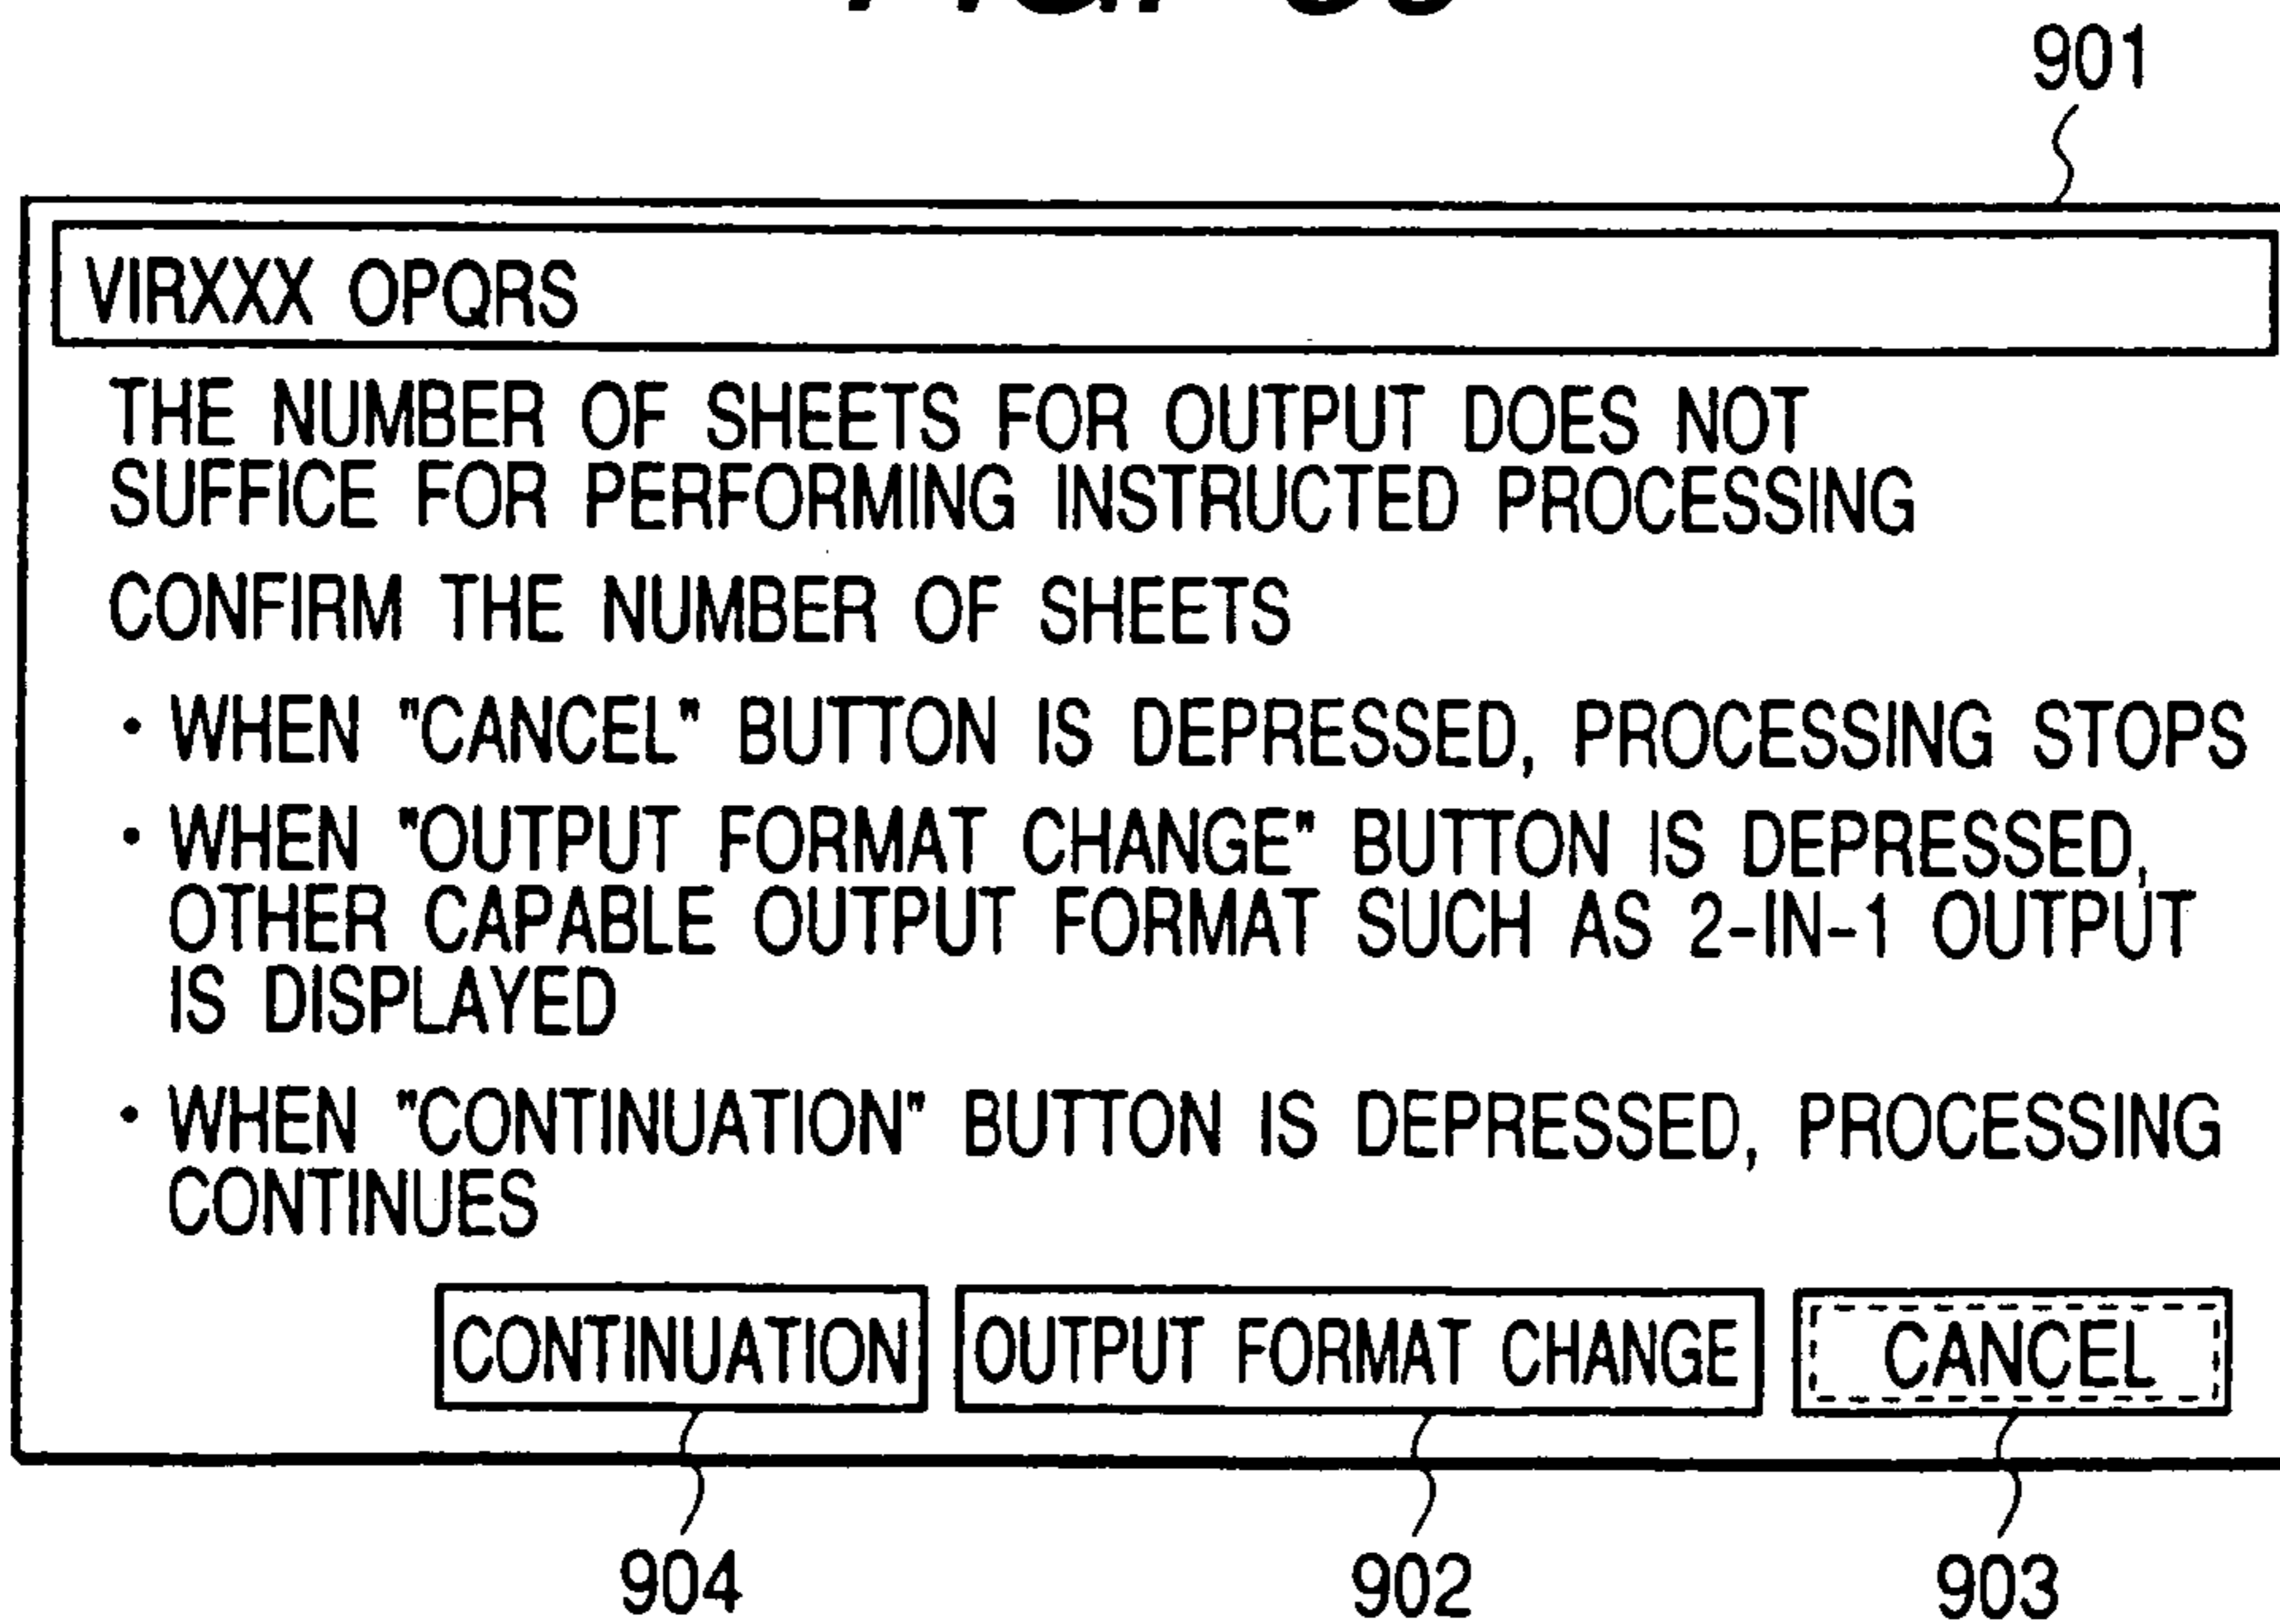 901
VIRXXX OPQRS
THE NUMBER OF SHEETS FOR OUTPUT DOES NOT
SUFFICE FOR PERFORMING INSTRUCTED PROCESSING
CONFIRM THE NUMBER OF SHEETS
• WHEN "CANCEL" BUTTON IS DEPRESSED, PROCESSING STOPS
• WHEN "OUTPUT FORMAT CHANGE" BUTTON IS DEPRESSED,
OTHER CAPABLE OUTPUT FORMAT SUCH AS 2-IN-1 OUTPUT
IS DISPLAYED
• WHEN "CONTINUATION" BUTTON IS DEPRESSED, PROCESSING
CONTINUES
CONTINUATION OUTPUT FORMAT CHANGE CANCEL
904 902 903